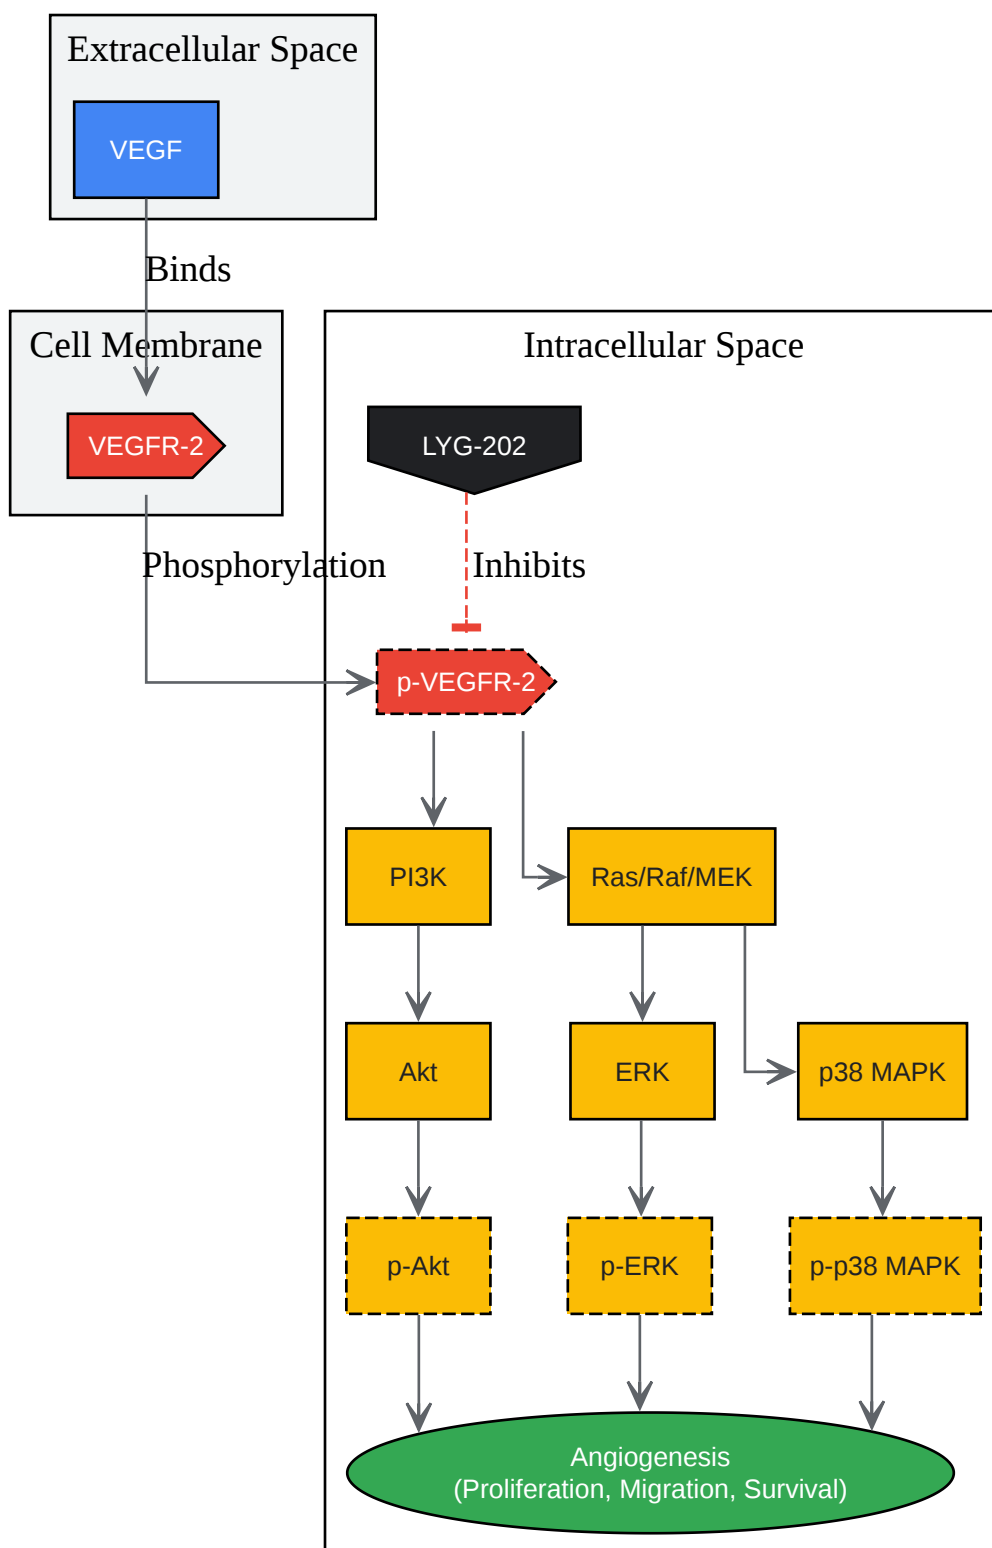 Extracellular Space
VEGF
Binds
Cell Membrane
VEGFR-2
Phosphorylation
Intracellular Space
LYG-202
Inhibits
p-VEGFR-2
PI3K
Ras/Raf/MEK
Akt
ERK
p38 MAPK
p-Akt
p-ERK
p-p38 MAPK
Angiogenesis
(Proliferation, Migration, Survival)